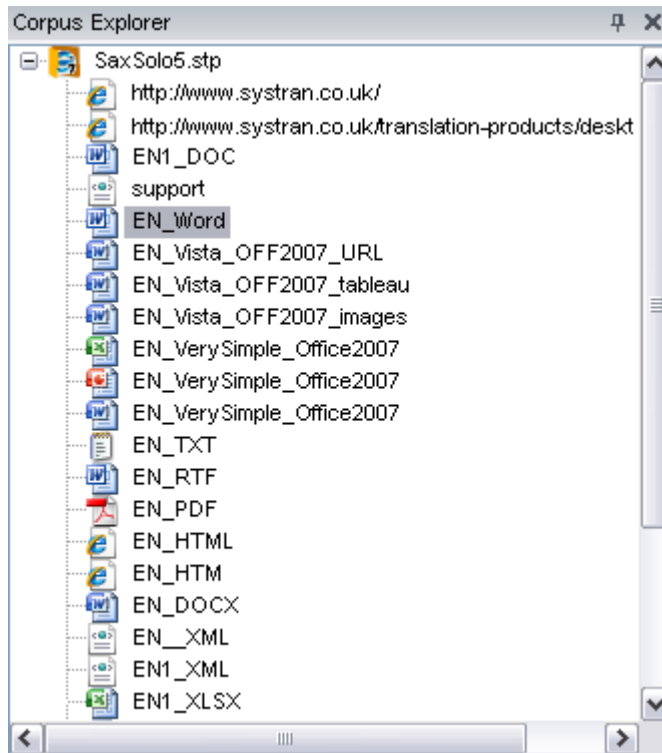 Corpus Explorer
SaxSolo5.stp
http://www.systran.co.uk/
http://www.systran.co.uk/translation-products/deskt
EN1_DOC
support
EN_Word
EN_Vista_OFF2007_URL
EN_Vista_OFF2007_tableau
EN_Vista_OFF2007_images
EN_VerySimple_Office2007
EN_VerySimple_Office2007
EN_VerySimple_Office2007
EN_TXT
EN_RTF
EN_PDF
EN_HTML
EN_HTM
EN_DOCX
EN__XML
EN1_XML
EN1_XLSX